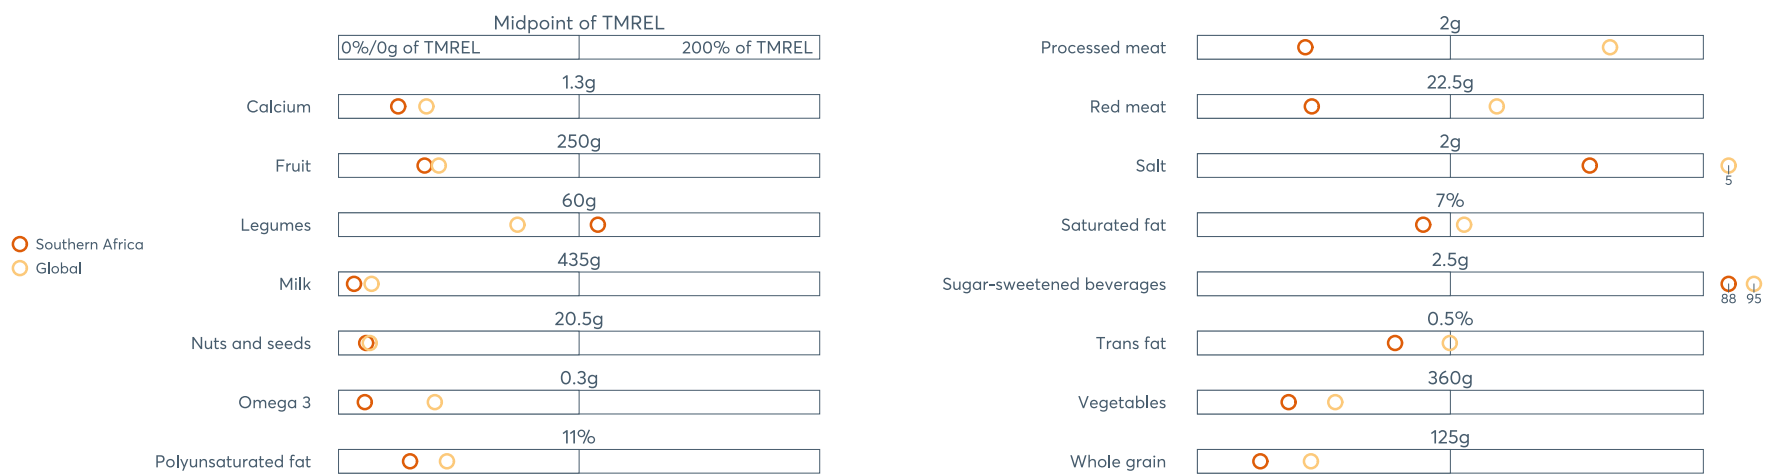 Midpoint of TMREL
0%/0g of TMREL 200% of TMREL
1.3g
Calcium
250g
Fruit
60g
Legumes
435g
Milk
20.5g
Nuts and seeds
0.3g
Omega 3
11%
Polyunsaturated fat
Southern Africa
Global
2g
Processed meat
22.5g
Red meat
2g
Salt
5
7%
Saturated fat
2.5g
Sugar-sweetened beverages
88 95
0.5%
Trans fat
360g
Vegetables
125g
Whole grain